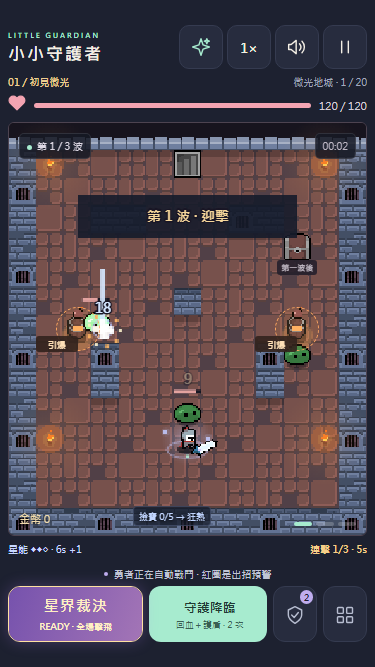 LITTLE GUARDIAN
小小守護者
1×
01 / 初見微光
微光地城 · 1 / 20
120 / 120
第 1 / 3 波
00:02
第 1 波 · 迎擊
第一波後
18
引爆
引爆
9
金幣 0
撿寶 0/5 → 狂熱
星能 ◆◆◇ · 6s +1
連擊 1/3 · 5s
勇者正在自動戰鬥 · 紅圈是出招預警
星界裁決
READY · 全場擊飛
守護降臨
回血 + 護盾 · 2 次
2